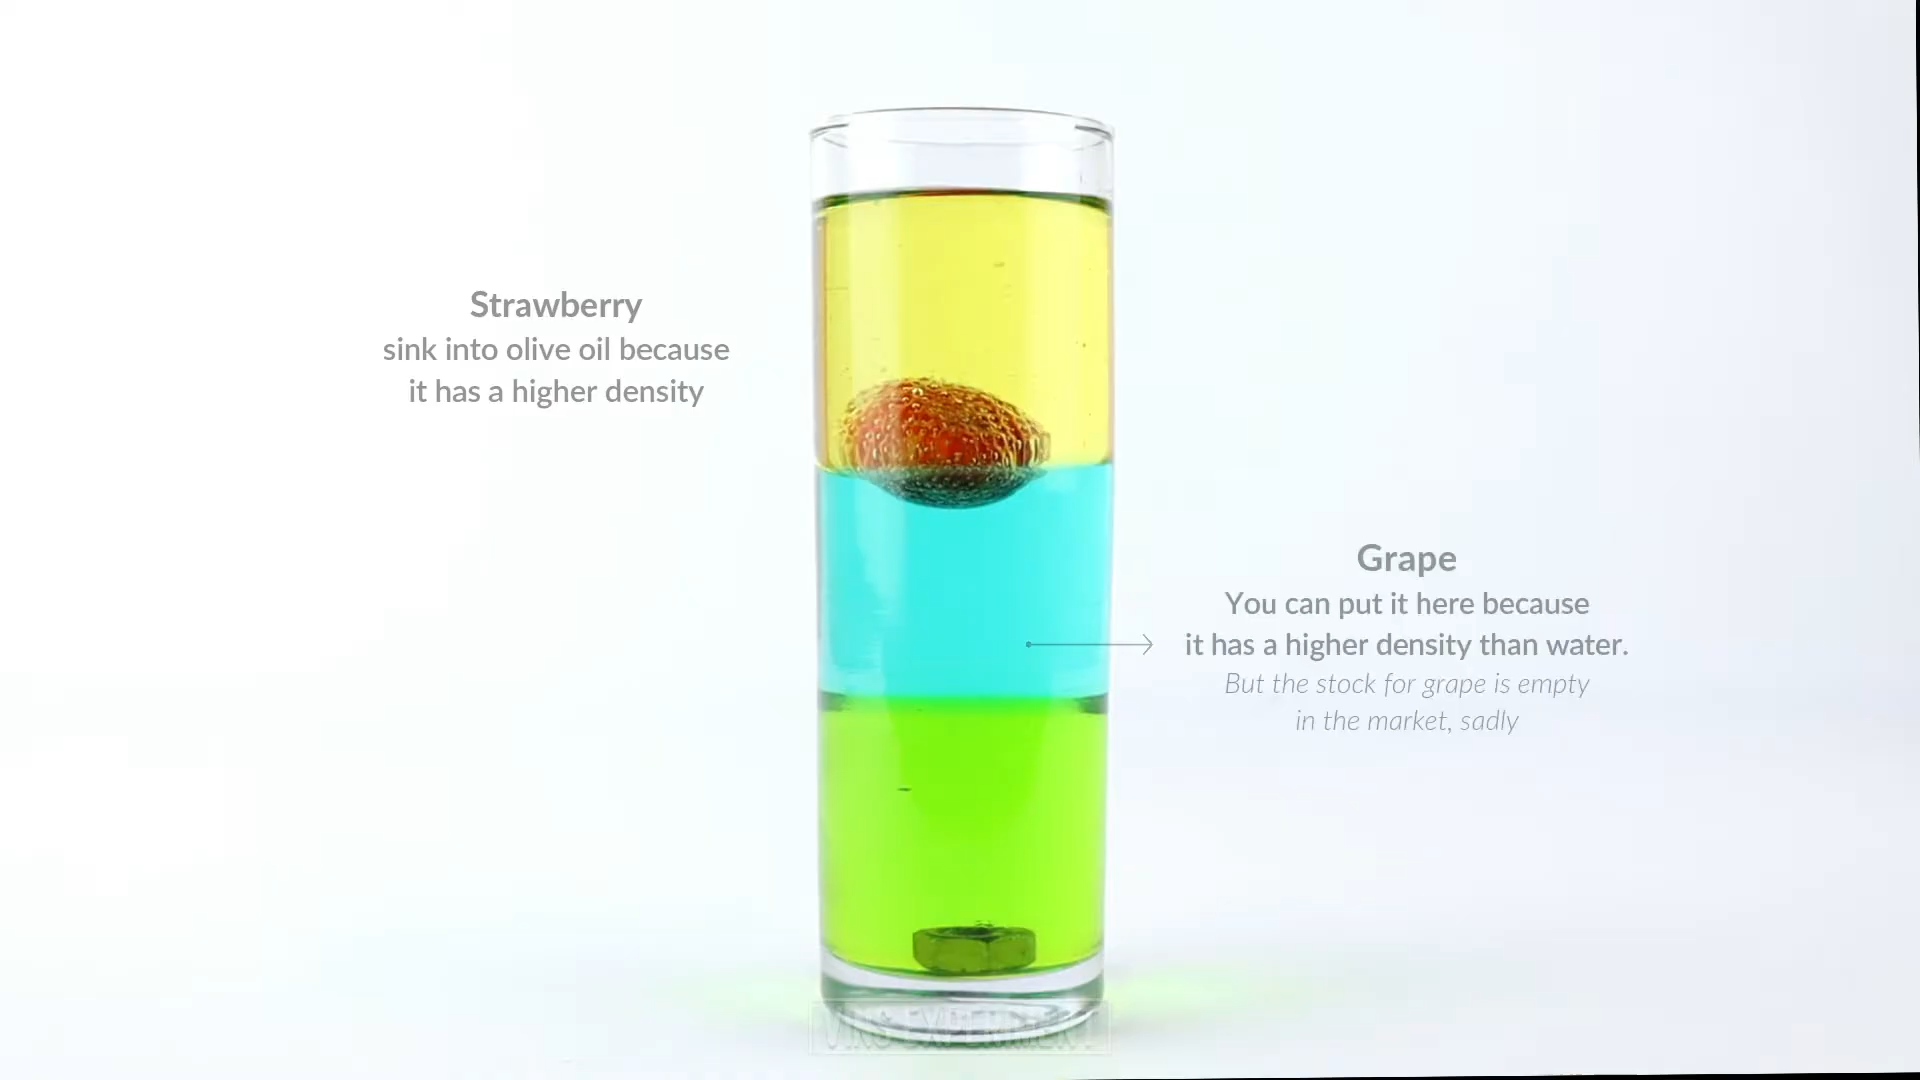 Strawberry
sink into olive oil because
it has a higher density
Grape
You can put it here because
it has a higher density than water.
But the stock for grape is empty
in the market, sadly